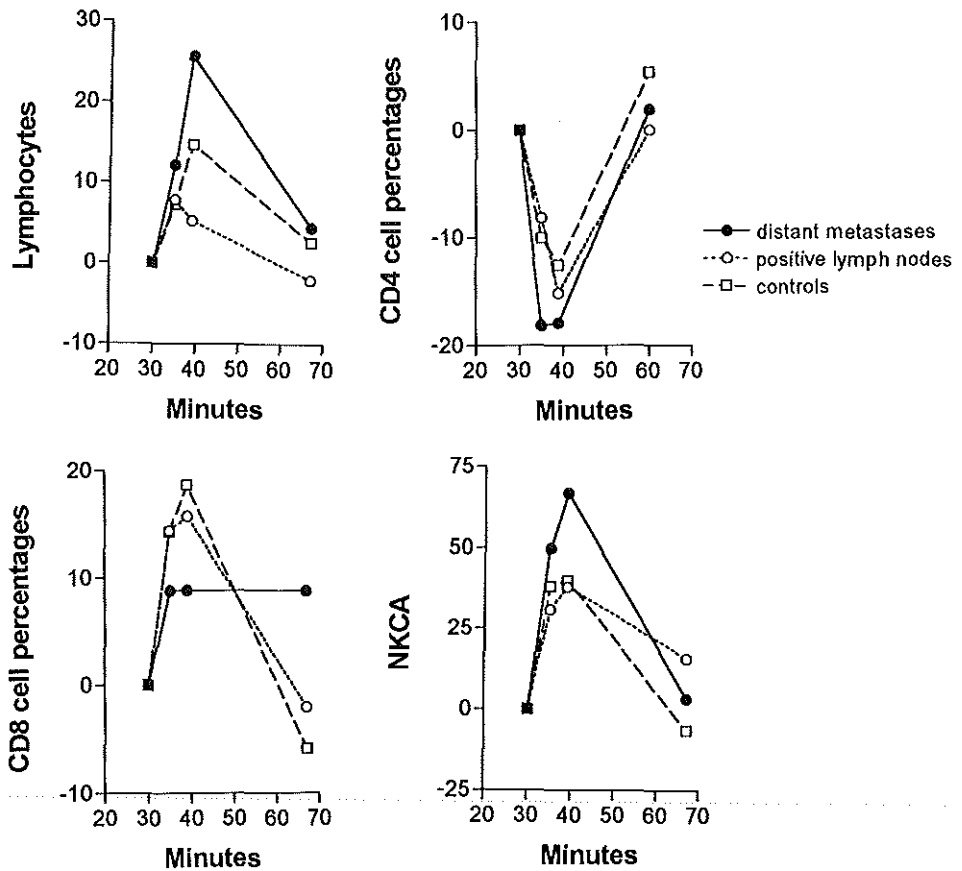 30
20
10
0
-10
Lymphocytes
20 30 40 50 60 70
Minutes
10
0
-10
-20
CD4 cell percentages
20 30 40 50 60 70
Minutes
distant metastases
positive lymph nodes
controls
20
10
0
-10
CD8 cell percentages
20 30 40 50 60 70
Minutes
75
50
25
0
-25
NKCA
20 30 40 50 60 70
Minutes